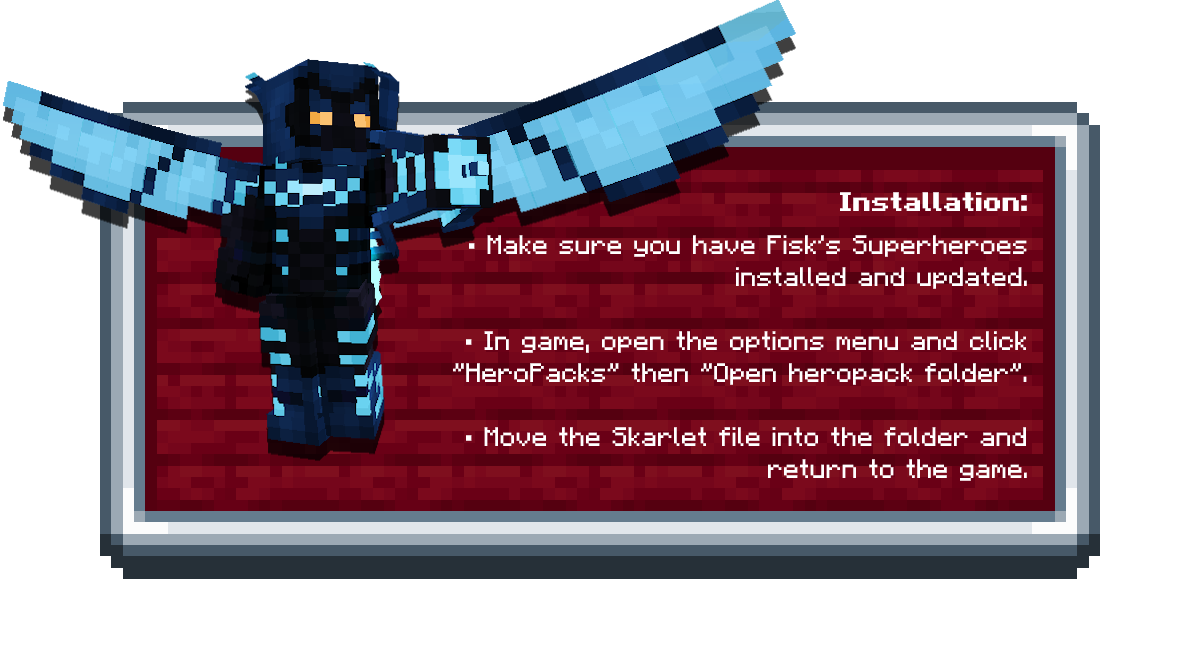 Installation:
▪ Make sure you have Fisk's Superheroes
installed and updated.
▪ In game, open the options menu and click
"HeroPacks" then "Open heropack folder".
▪ Move the Skarlet file into the folder and
return to the game.